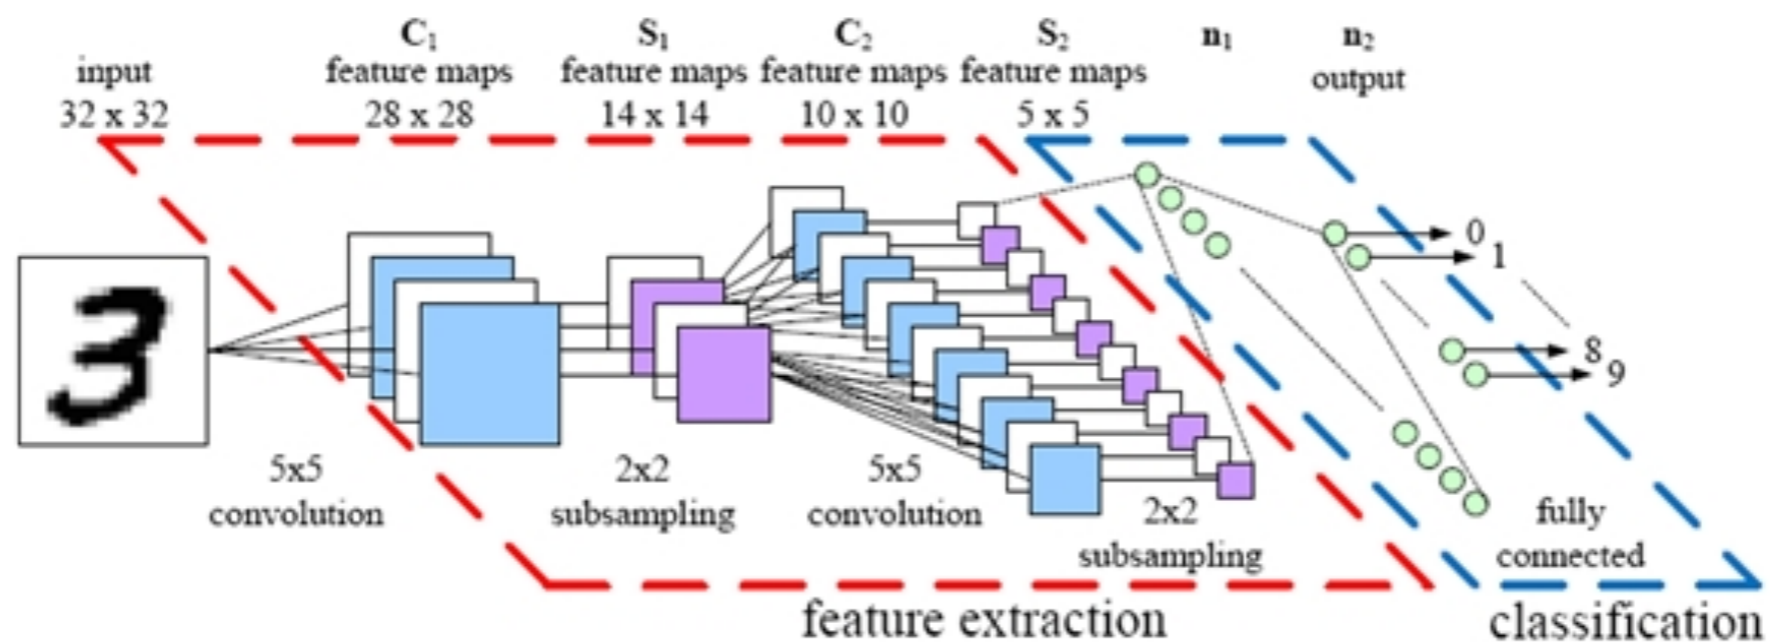 C₁
S₁
C₂
S₂
n₁
n₂
input
feature maps
feature maps
feature maps
feature maps
output
32 x 32
28 x 28
14 x 14
10 x 10
5 x 5
3
0
1
8
9
5x5
convolution
2x2
subsampling
5x5
convolution
2x2
subsampling
fully
connected
feature extraction
classification